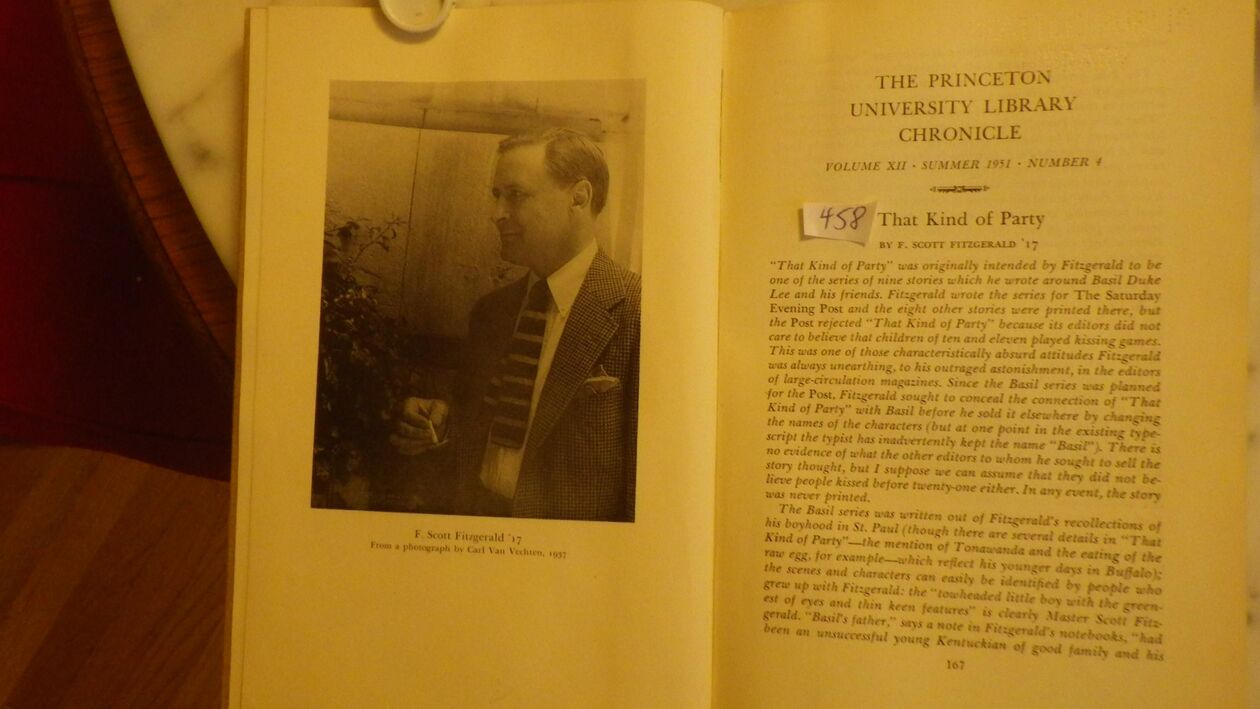 F. Scott Fitzgerald '17
From a photograph by Carl Van Vechten, 1937
THE PRINCETON
UNIVERSITY LIBRARY
CHRONICLE
VOLUME XII · SUMMER 1951 · NUMBER 4
458
That Kind of Party
BY F. SCOTT FITZGERALD '17
"That Kind of Party" was originally intended by Fitzgerald to be
one of the series of nine stories which he wrote around Basil Duke
Lee and his friends. Fitzgerald wrote the series for The Saturday
Evening Post and the eight other stories were printed there, but
the Post rejected "That Kind of Party" because its editors did not
care to believe that children of ten and eleven played kissing games.
This was one of those characteristically absurd attitudes Fitzgerald
was always unearthing, to his outraged astonishment, in the editors
of large-circulation magazines. Since the Basil series was planned
for the Post, Fitzgerald sought to conceal the connection of "That
Kind of Party" with Basil before he sold it elsewhere by changing
the names of the characters (but at one point in the existing type-
script the typist has inadvertently kept the name "Basil"). There is
no evidence of what the other editors to whom he sought to sell the
story thought, but I suppose we can assume that they did not be-
lieve people kissed before twenty-one either. In any event, the story
was never printed.
The Basil series was written out of Fitzgerald's recollections of
his boyhood in St. Paul (though there are several details in "That
Kind of Party"—the mention of Tonawanda and the eating of the
raw egg, for example—which reflect his younger days in Buffalo);
the scenes and characters can easily be identified by people who
grew up with Fitzgerald: the "towheaded little boy with the green-
est of eyes and thin keen features" is clearly Master Scott Fitz-
gerald. "Basil's father," says a note in Fitzgerald's notebooks, "had
been an unsuccessful young Kentuckian of good family and his
167